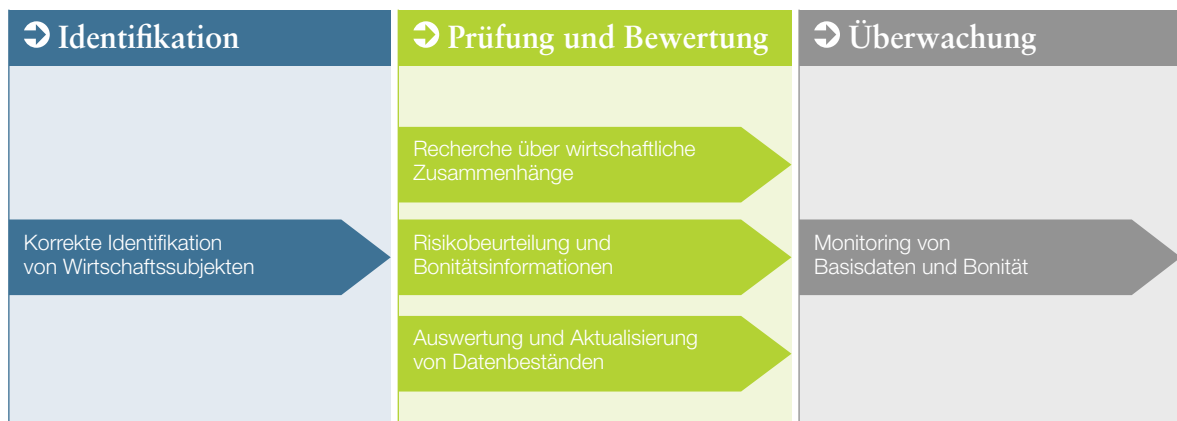 Identifikation
Korrekte Identifikation
von Wirtschaftssubjekten
Prüfung und Bewertung
Recherche über wirtschaftliche
Zusammenhänge
Risikobeurteilung und
Bonitätsinformationen
Auswertung und Aktualisierung
von Datenbeständen
Überwachung
Monitoring von
Basisdaten und Bonität